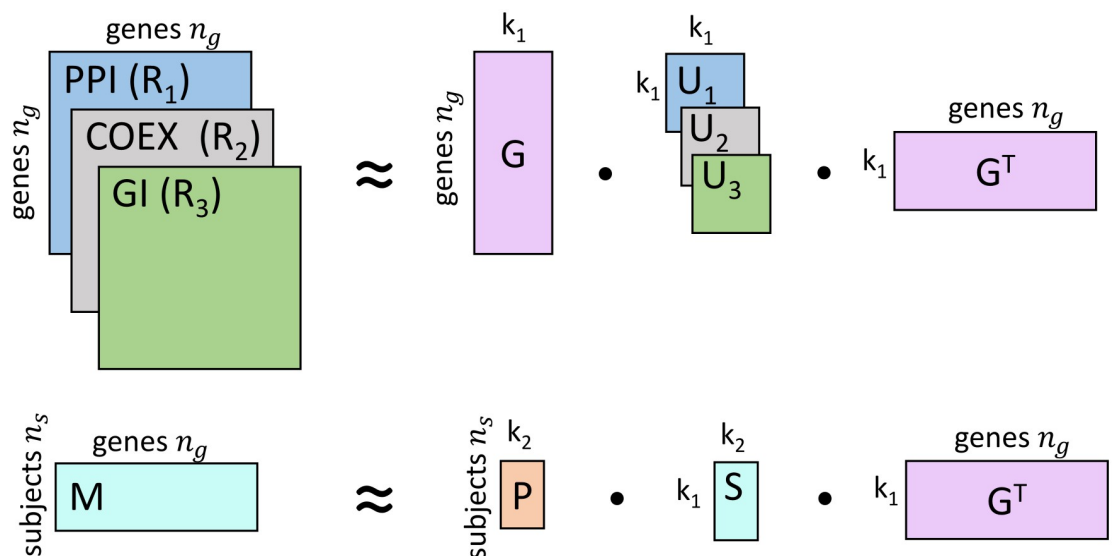 genes n_g
k₁
k₁
genes n_g
PPI (R₁)
COEX (R₂)
GI (R₃)
≈
genes n_g
G
•
k₁
U₁
U₂
U₃
•
genes n_g
k₁
Gᵀ
subjects n_s
genes n_g
M
≈
subjects n_s
k₂
P
•
k₂
k₁
S
•
genes n_g
k₁
Gᵀ